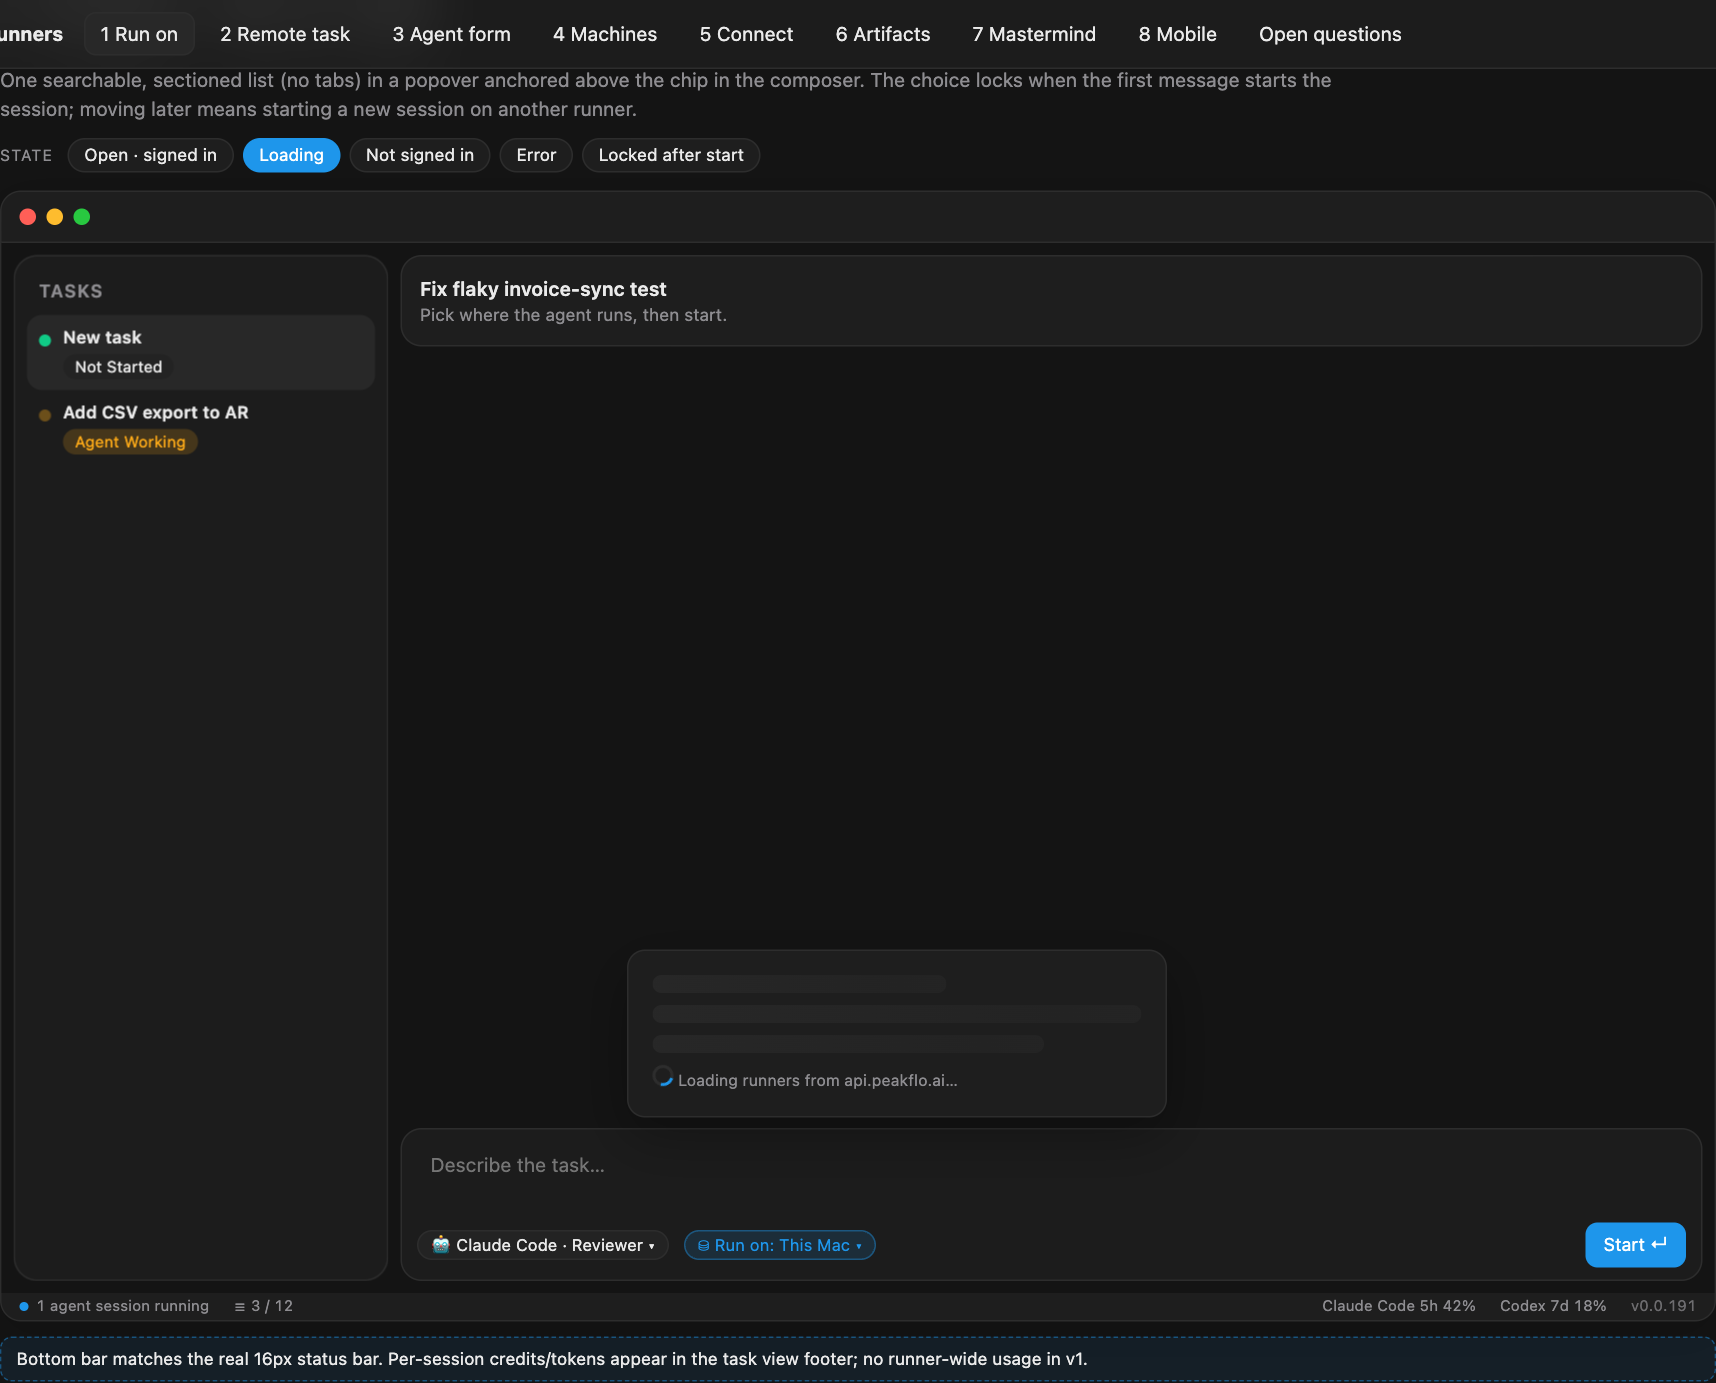 unners 1 Run on 2 Remote task 3 Agent form 4 Machines 5 Connect 6 Artifacts 7 Mastermind 8 Mobile Open questions
One searchable, sectioned list (no tabs) in a popover anchored above the chip in the composer. The choice locks when the first message starts the
session; moving later means starting a new session on another runner.
STATE Open · signed in Loading Not signed in Error Locked after start
TASKS
New task
Not Started
Add CSV export to AR
Agent Working
Fix flaky invoice-sync test
Pick where the agent runs, then start.
Loading runners from api.peakflo.ai…
Describe the task…
Claude Code · Reviewer ▾ Run on: This Mac ▾ Start ↵
1 agent session running ≡ 3 / 12 Claude Code 5h 42% Codex 7d 18% v0.0.191
Bottom bar matches the real 16px status bar. Per-session credits/tokens appear in the task view footer; no runner-wide usage in v1.